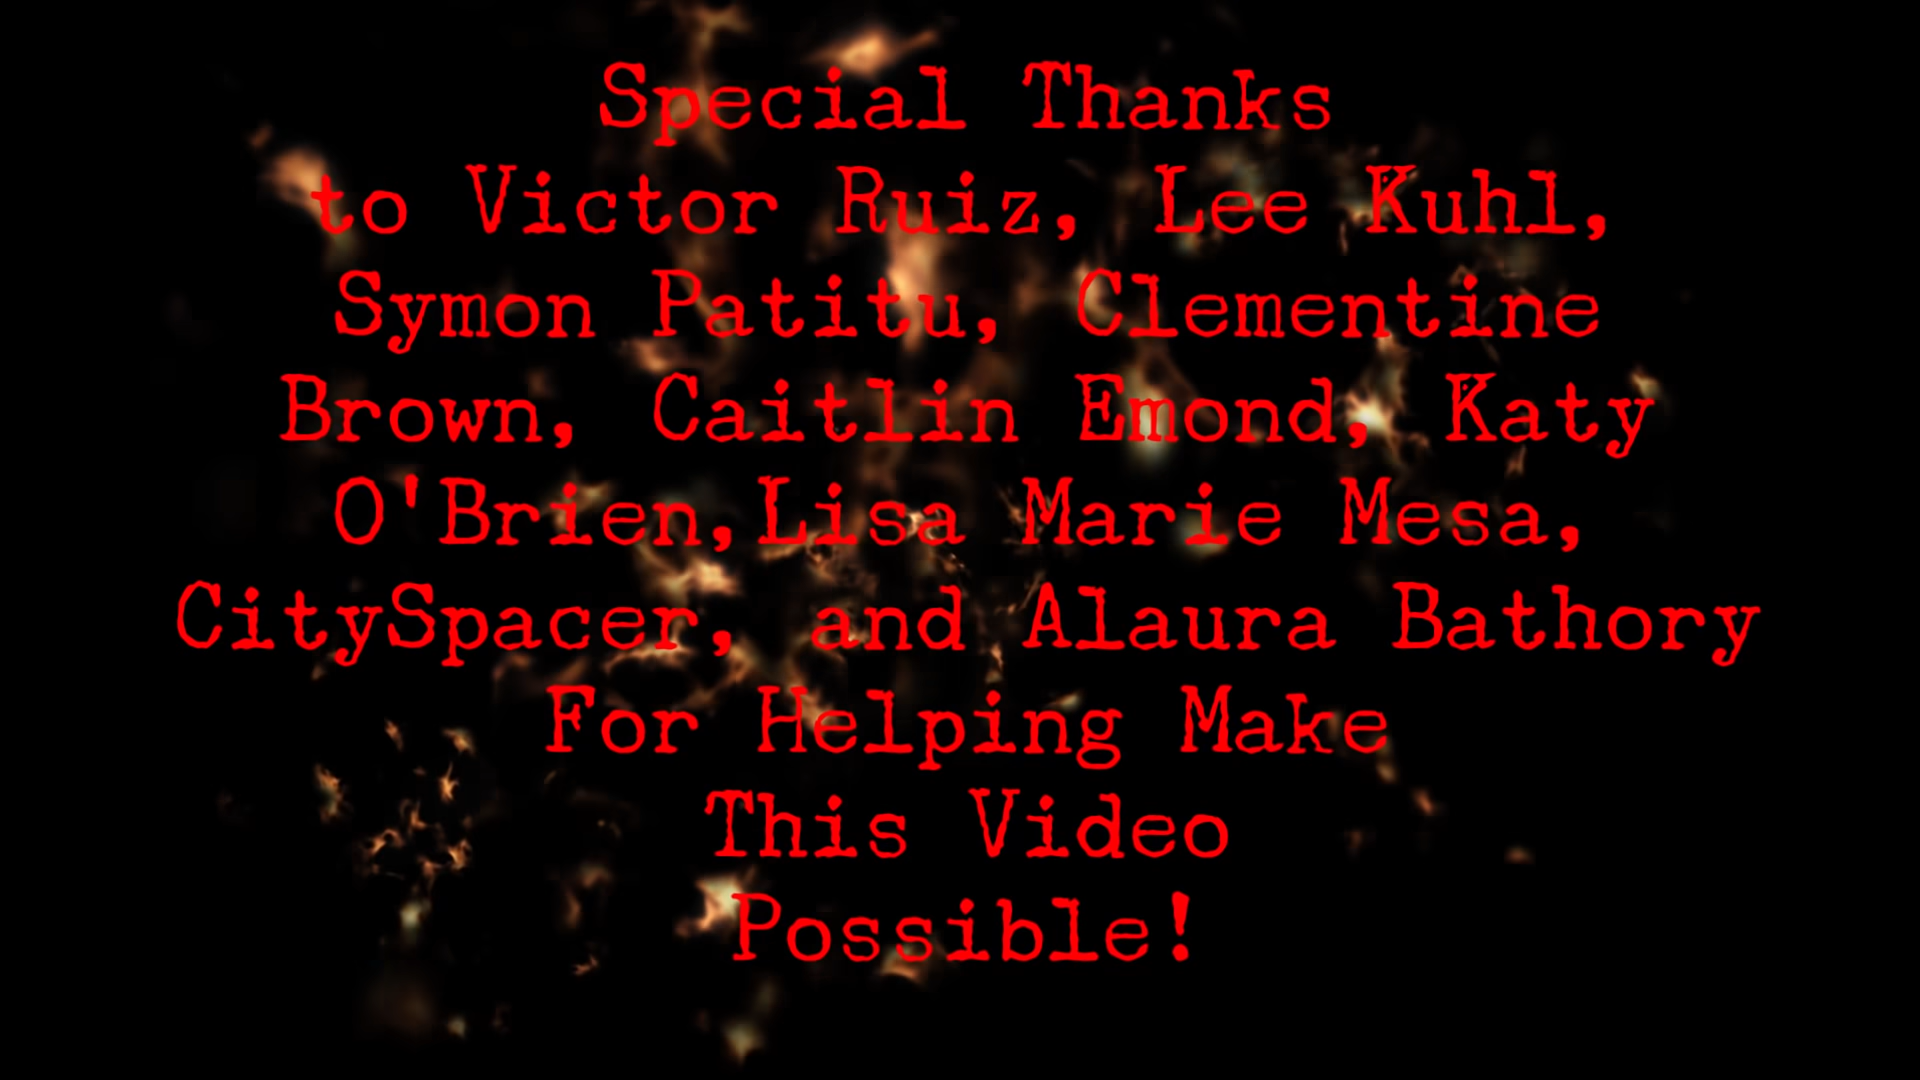 Special Thanks
to Victor Ruiz, Lee Kuhl,
Symon Patitu, Clementine
Brown, Caitlin Emond, Katy
O'Brien,Lisa Marie Mesa,
CitySpacer, and Alaura Bathory
For Helping Make
This Video
Possible!